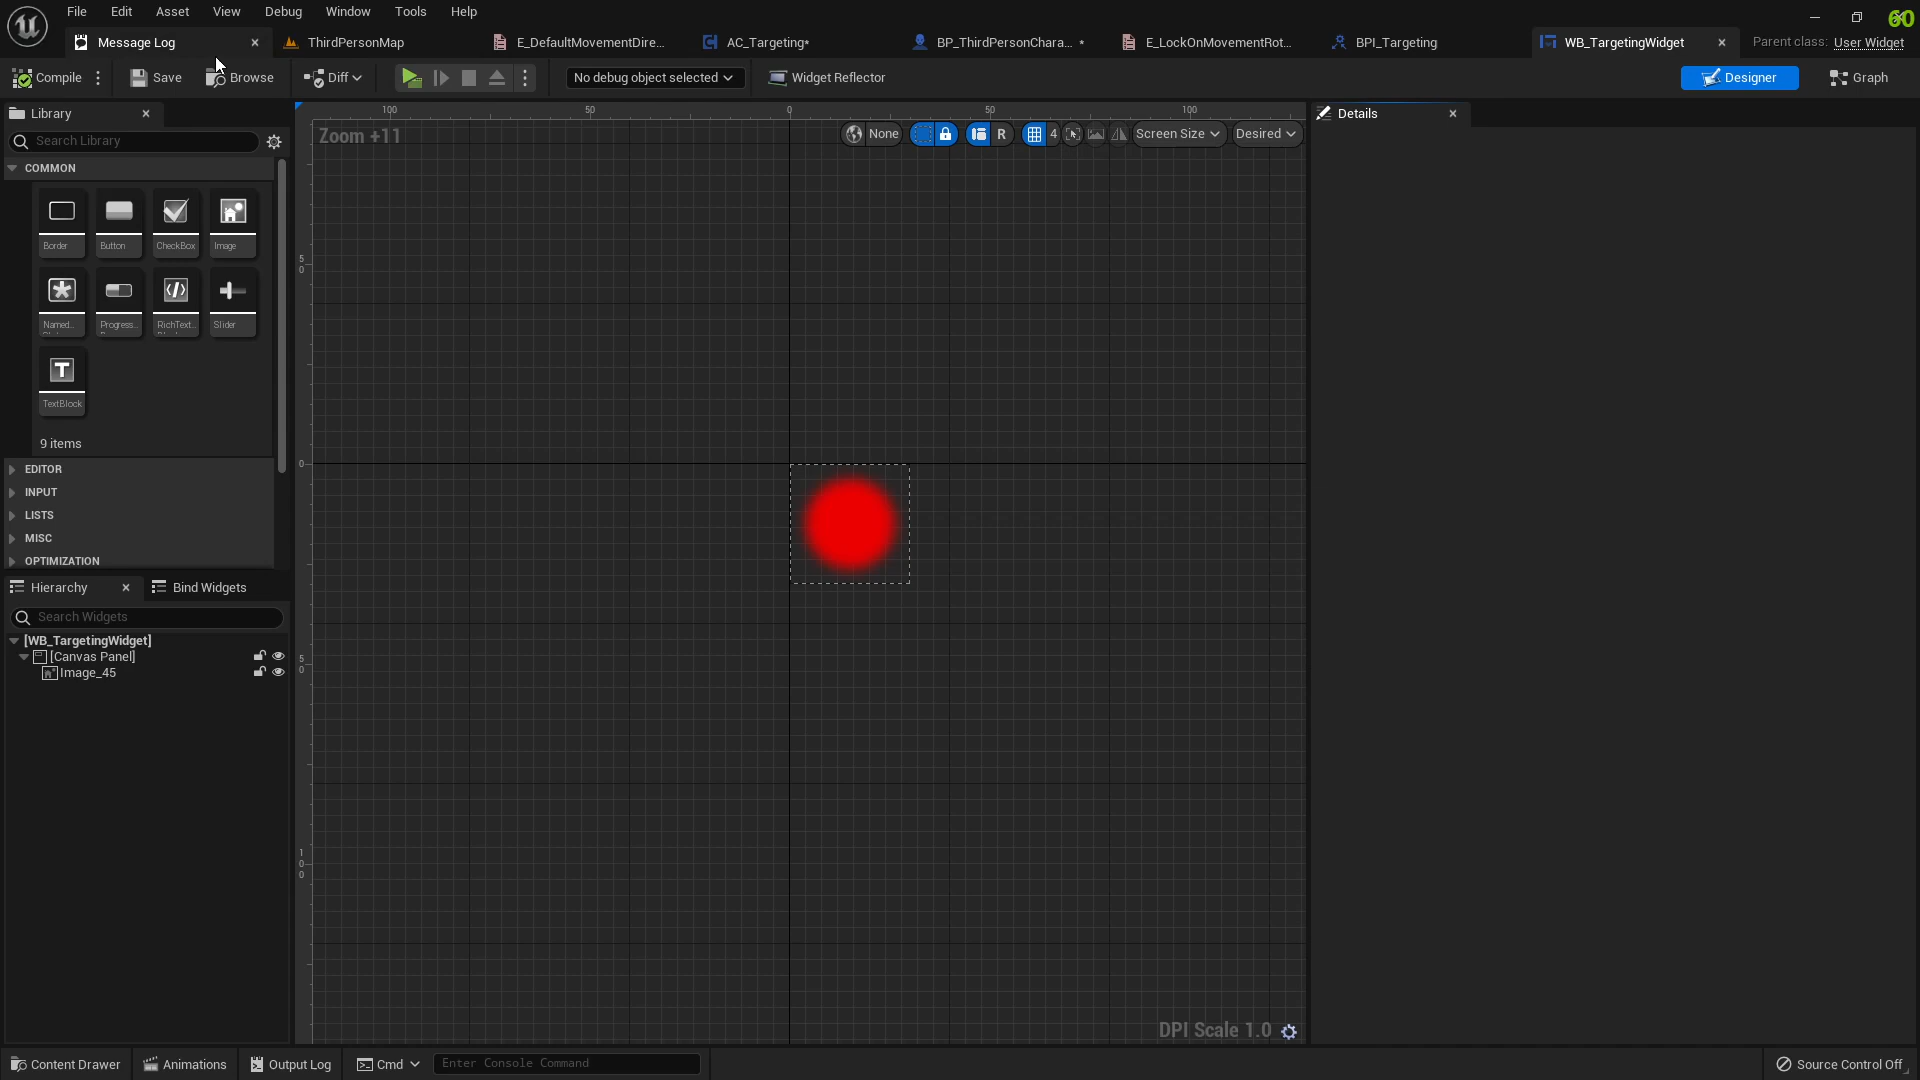 File Edit Asset View Debug Window Tools Help
60
Message Log
ThirdPersonMap
E_DefaultMovementDire...
AC_Targeting*
BP_ThirdPersonChara... *
E_LockOnMovementRot...
BPI_Targeting
WB_TargetingWidget
Parent class: User Widget
Compile
Save
Browse
Diff
No debug object selected
Widget Reflector
Designer
Graph
Library
Search Library
COMMON
Border Button CheckBox Image
Named... Progress... RichText... Slider
TextBlock
9 items
EDITOR
INPUT
LISTS
MISC
OPTIMIZATION
Hierarchy
Bind Widgets
Search Widgets
[WB_TargetingWidget]
[Canvas Panel]
Image_45
100 50 0 50 100
Zoom +11
None
R
4
Screen Size
Desired
50
0
50
100
DPI Scale 1.0
Details
Content Drawer
Animations
Output Log
Cmd
Enter Console Command
Source Control Off